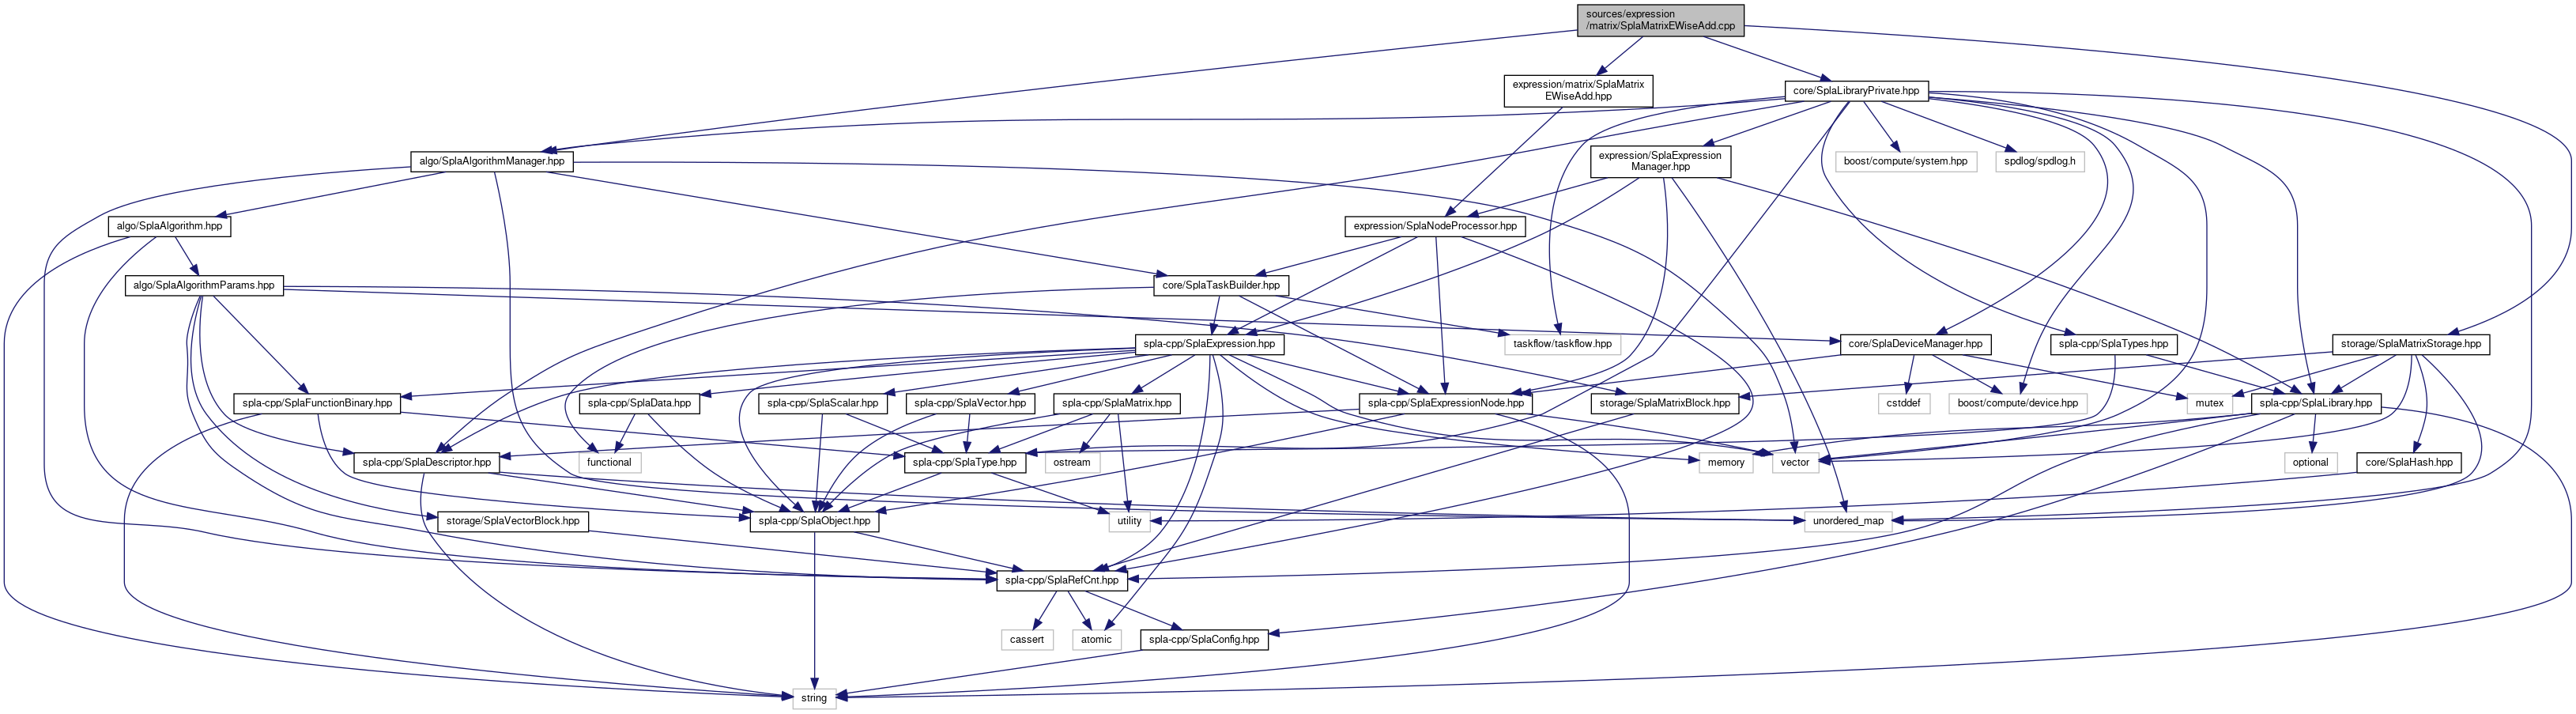 sources/expression
/matrix/SplaMatrixEWiseAdd.cpp
expression/matrix/SplaMatrix
EWiseAdd.hpp
core/SplaLibraryPrivate.hpp
algo/SplaAlgorithmManager.hpp
expression/SplaExpression
Manager.hpp
boost/compute/system.hpp
spdlog/spdlog.h
algo/SplaAlgorithm.hpp
expression/SplaNodeProcessor.hpp
algo/SplaAlgorithmParams.hpp
core/SplaTaskBuilder.hpp
spla-cpp/SplaExpression.hpp
taskflow/taskflow.hpp
core/SplaDeviceManager.hpp
spla-cpp/SplaTypes.hpp
storage/SplaMatrixStorage.hpp
spla-cpp/SplaFunctionBinary.hpp
spla-cpp/SplaData.hpp
spla-cpp/SplaScalar.hpp
spla-cpp/SplaVector.hpp
spla-cpp/SplaMatrix.hpp
spla-cpp/SplaExpressionNode.hpp
storage/SplaMatrixBlock.hpp
cstddef
boost/compute/device.hpp
mutex
spla-cpp/SplaLibrary.hpp
spla-cpp/SplaDescriptor.hpp
functional
spla-cpp/SplaType.hpp
ostream
memory
vector
optional
core/SplaHash.hpp
storage/SplaVectorBlock.hpp
spla-cpp/SplaObject.hpp
utility
unordered_map
spla-cpp/SplaRefCnt.hpp
cassert
atomic
spla-cpp/SplaConfig.hpp
string